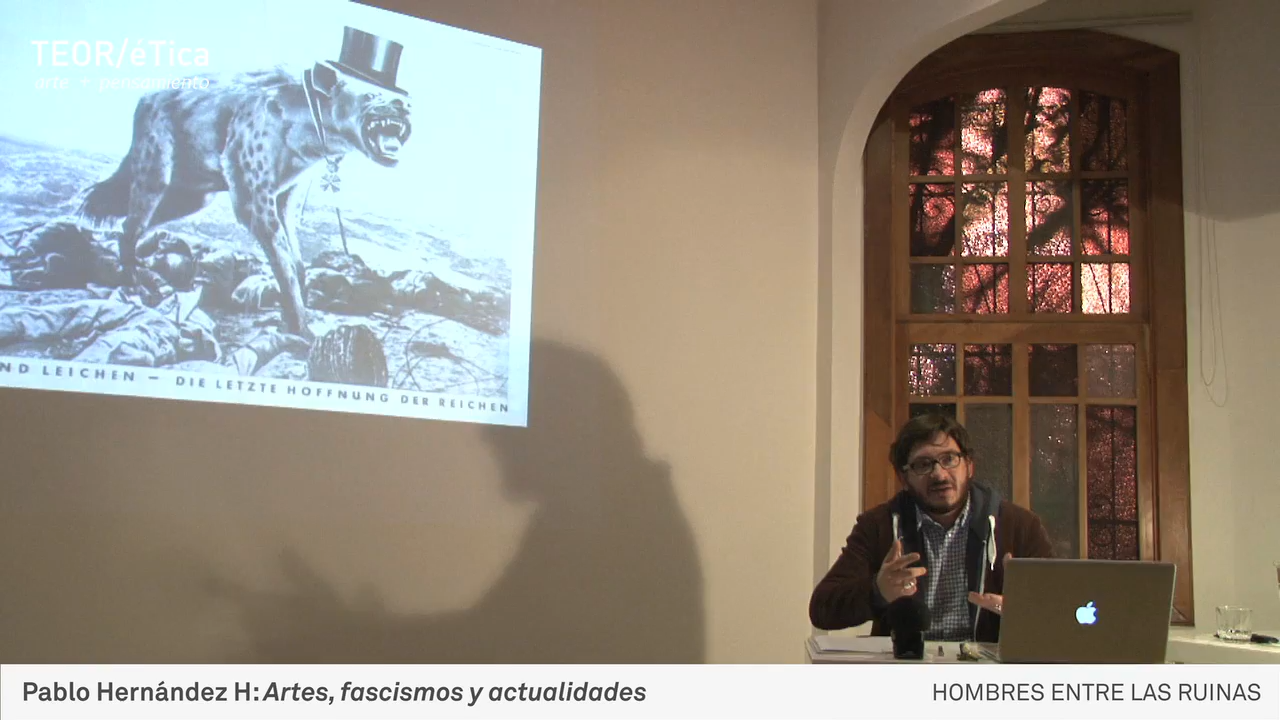 TEOR/éTica
arte + pensamiento
ND LEICHEN – DIE LETZTE HOFFNUNG DER REICHEN
Pablo Hernández H: Artes, fascismos y actualidades
HOMBRES ENTRE LAS RUINAS